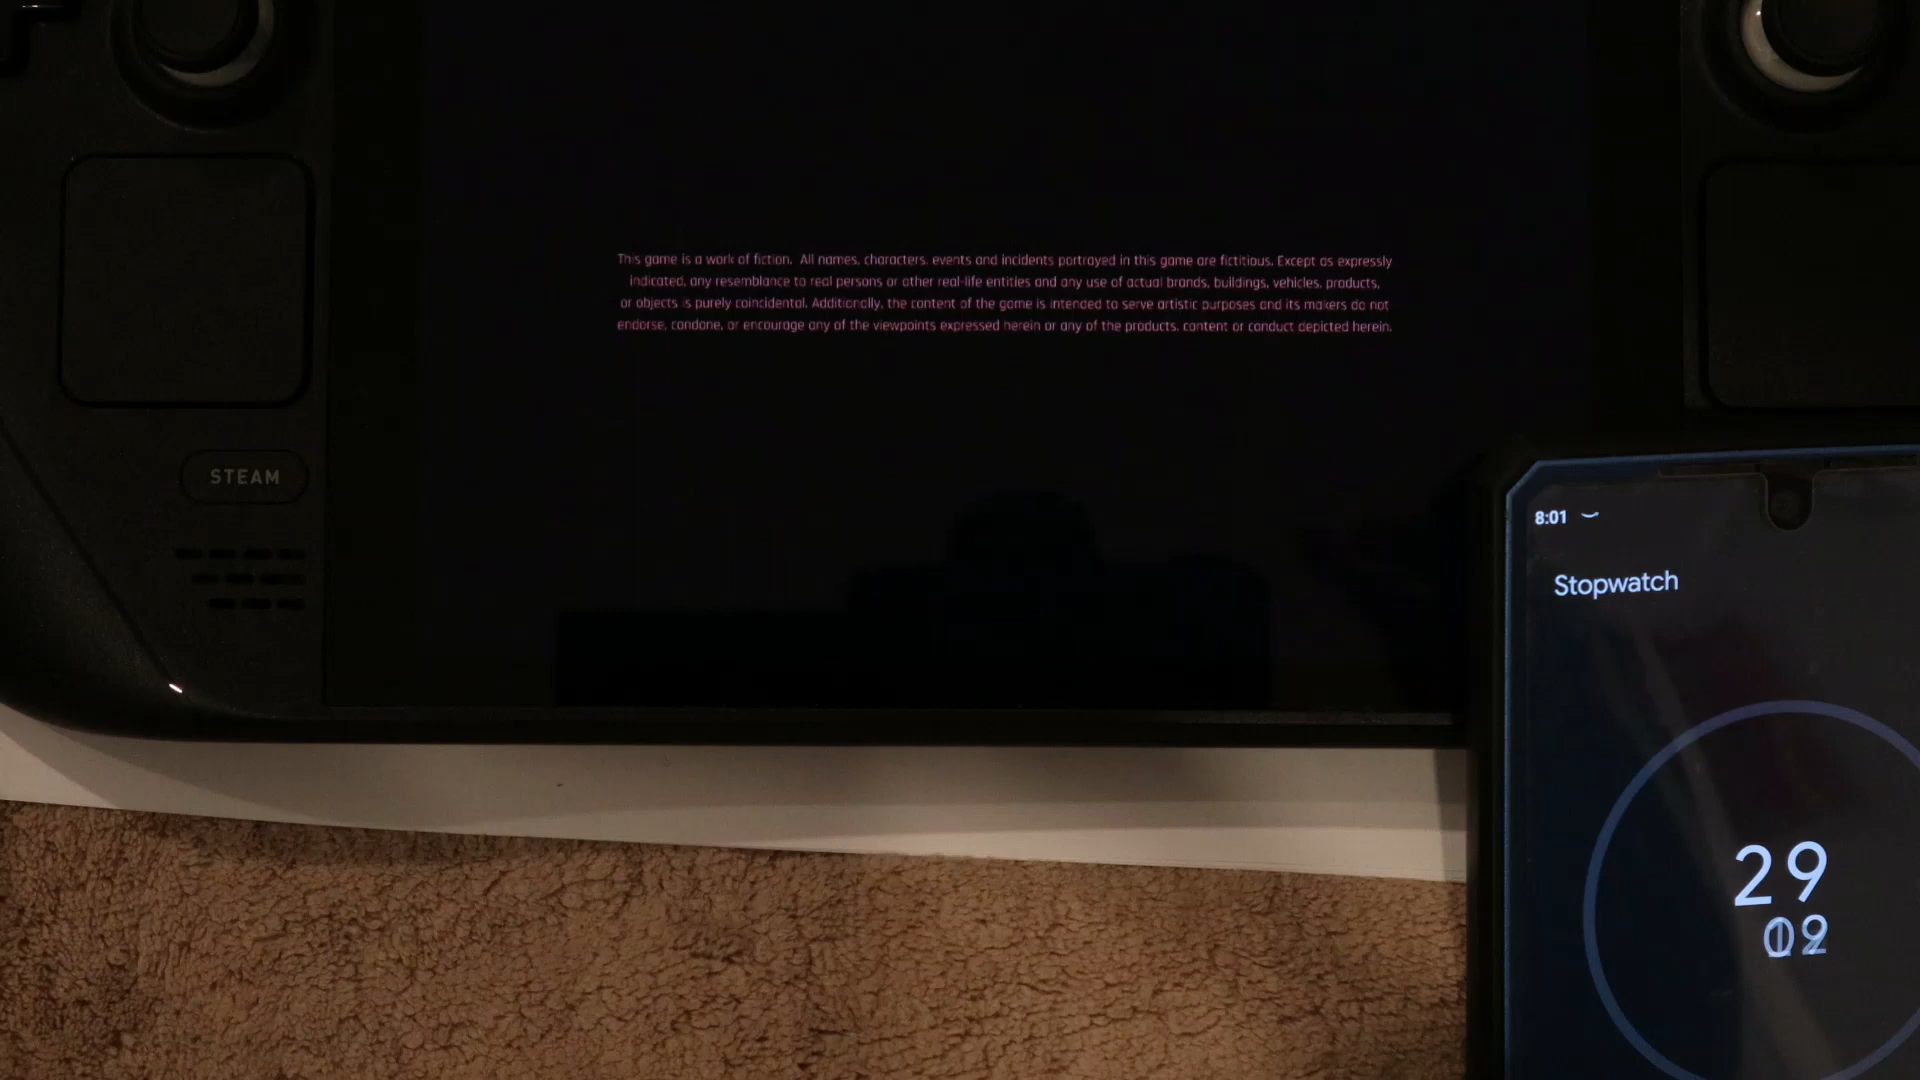 This game is a work of fiction. All names, characters, events and incidents portrayed in this game are fictitious. Except as expressly
indicated, any resemblance to real persons or other real-life entities and any use of actual brands, buildings, vehicles, products,
or objects is purely coincidental. Additionally, the content of the game is intended to serve artistic purposes and its makers do not
endorse, condone, or encourage any of the viewpoints expressed herein or any of the products, content or conduct depicted herein.
STEAM
8:01
Stopwatch
29